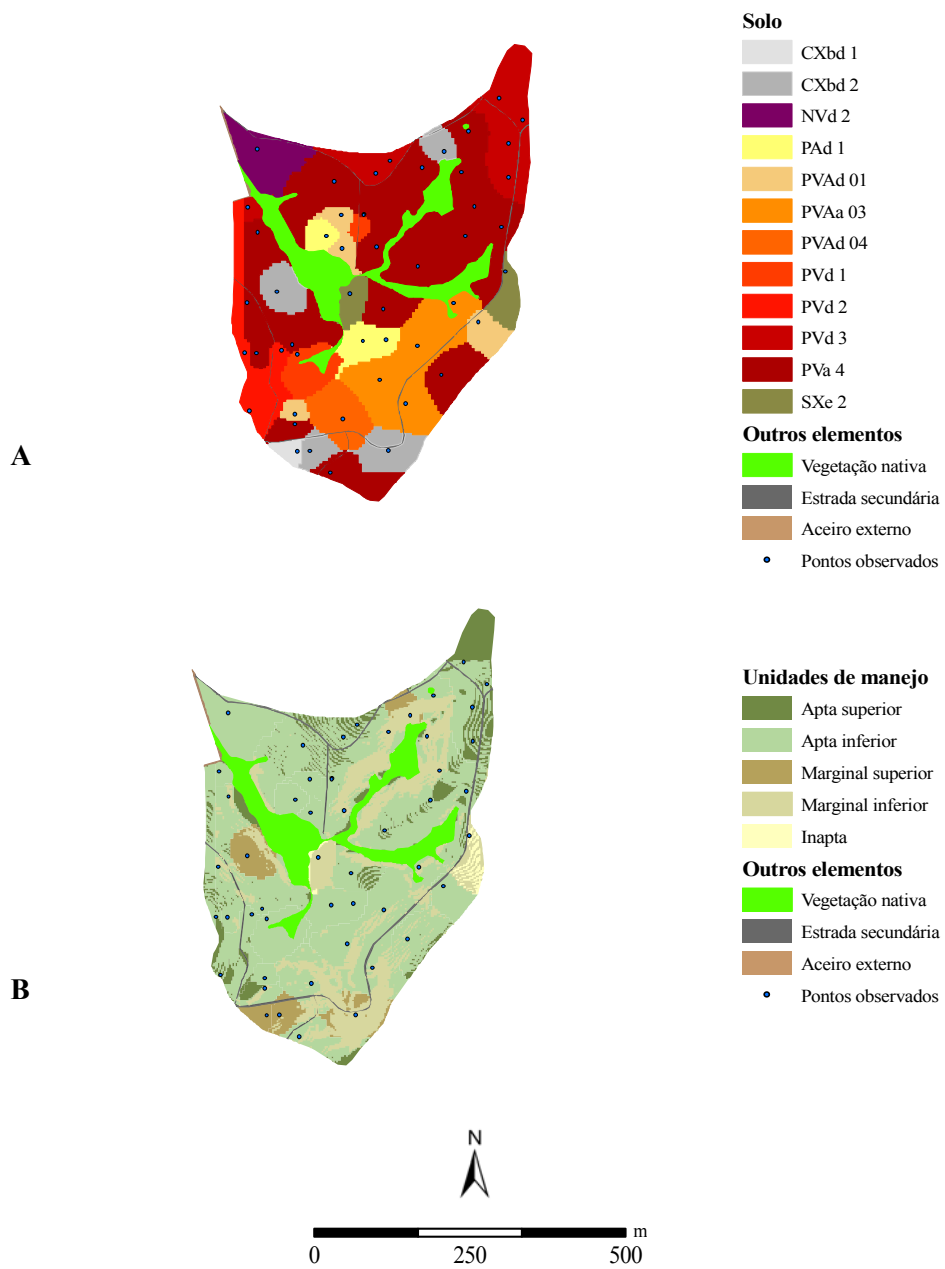 Solo
CXbd 1
CXbd 2
NVd 2
PAd 1
PVAd 01
PVAa 03
PVAd 04
PVd 1
PVd 2
PVd 3
PVa 4
SXe 2
Outros elementos
Vegetação nativa
Estrada secundária
Aceiro externo
Pontos observados
A
Unidades de manejo
Apta superior
Apta inferior
Marginal superior
Marginal inferior
Inapta
Outros elementos
Vegetação nativa
Estrada secundária
Aceiro externo
Pontos observados
B
N
m
0 250 500